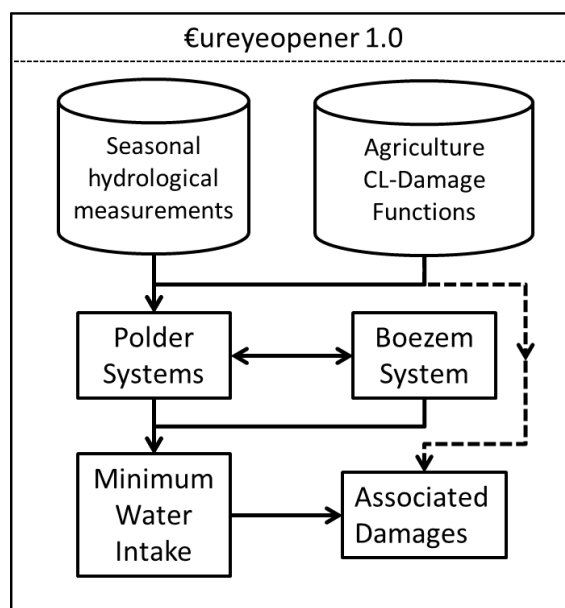 €ureyeopener 1.0
Seasonal
hydrological
measurements
Agriculture
CL-Damage
Functions
Polder
Systems
Boezem
System
Minimum
Water
Intake
Associated
Damages